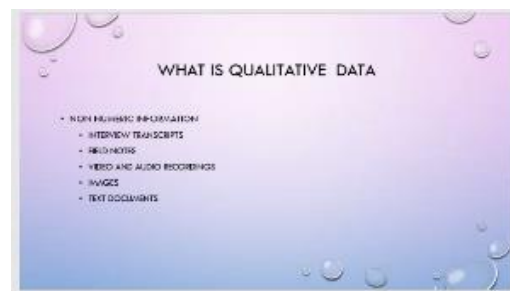 WHAT IS QUALITATIVE DATA
• NON NUMERIC INFORMATION
• INTERVIEW TRANSCRIPTS
• FIELD NOTES
• VIDEO AND AUDIO RECORDINGS
• IMAGES
• TEXT DOCUMENTS